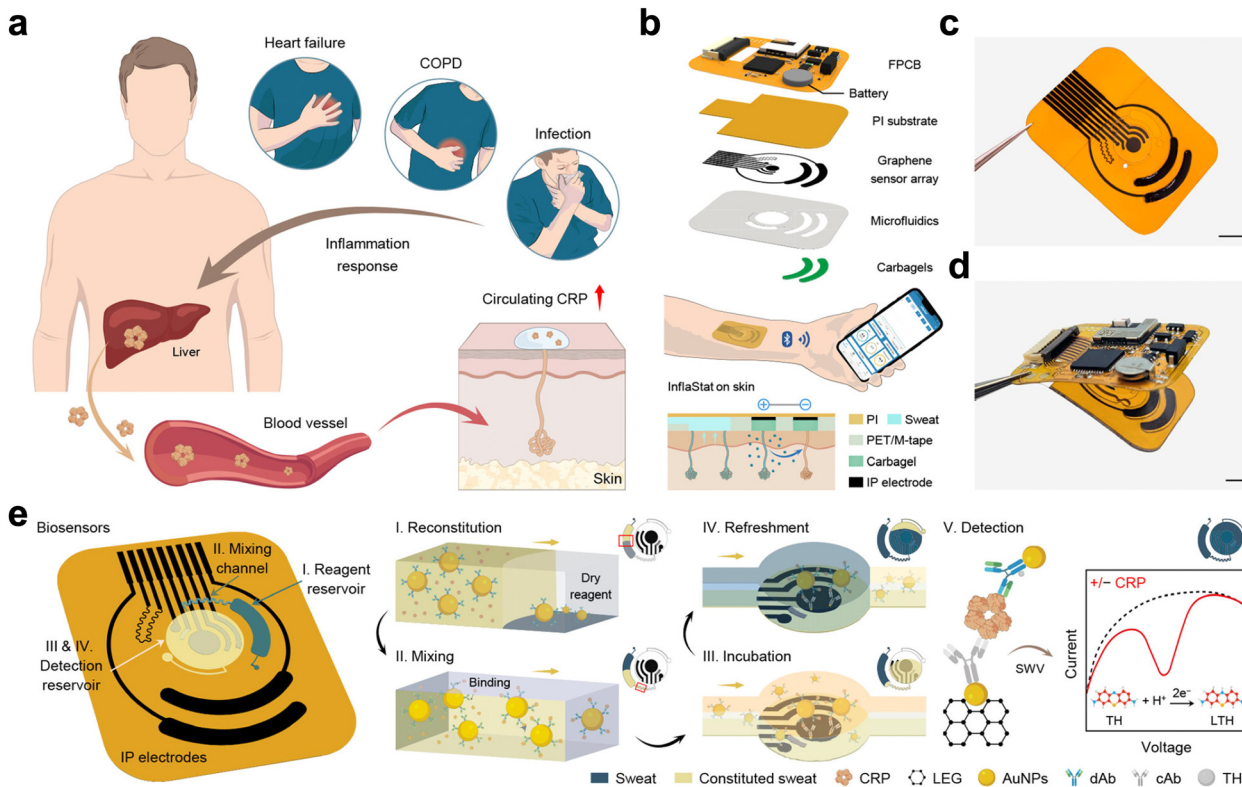 a
Heart failure
COPD
Infection
Inflammation
response
Circulating CRP
Liver
Blood vessel
Skin
b
FPCB
Battery
PI substrate
Graphene
sensor array
Microfluidics
Carbagels
InflaStat on skin
+
−
PI
Sweat
PET/M-tape
Carbagel
IP electrode
c
d
e
Biosensors
II. Mixing
channel
I. Reagent
reservoir
III & IV.
Detection
reservoir
IP electrodes
I. Reconstitution
Dry
reagent
II. Mixing
Binding
IV. Refreshment
III. Incubation
V. Detection
SWV
+/− CRP
Current
TH
+ H⁺
2e⁻
LTH
Voltage
Sweat
Constituted sweat
CRP
LEG
AuNPs
dAb
cAb
TH